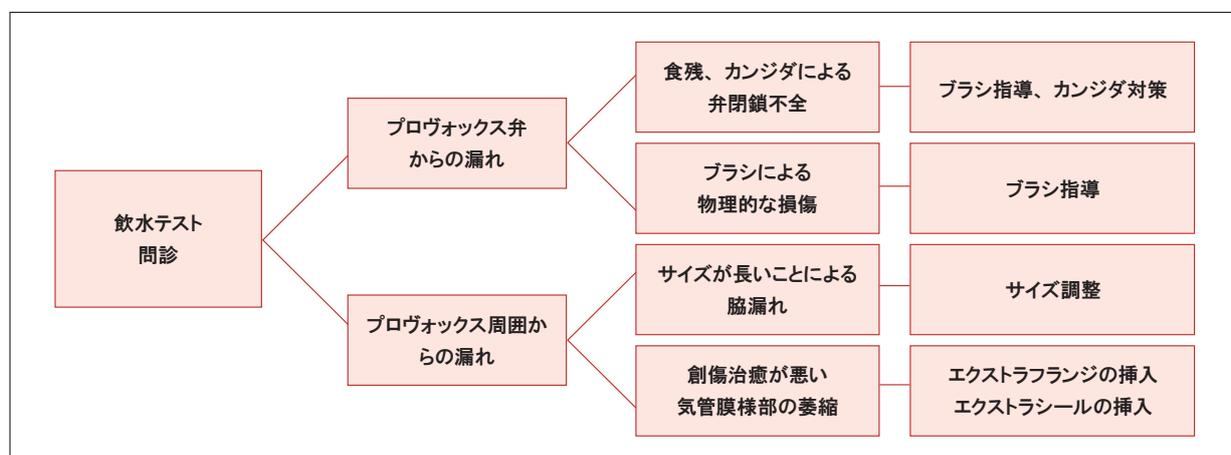 飲水テスト
問診
プロヴォックス弁
からの漏れ
プロヴォックス周囲か
らの漏れ
食残、カンジダによる
弁閉鎖不全
ブラシ指導、カンジダ対策
ブラシによる
物理的な損傷
ブラシ指導
サイズが長いことによる
脇漏れ
サイズ調整
創傷治癒が悪い
気管膜様部の萎縮
エクストラフランジの挿入
エクストラシールの挿入